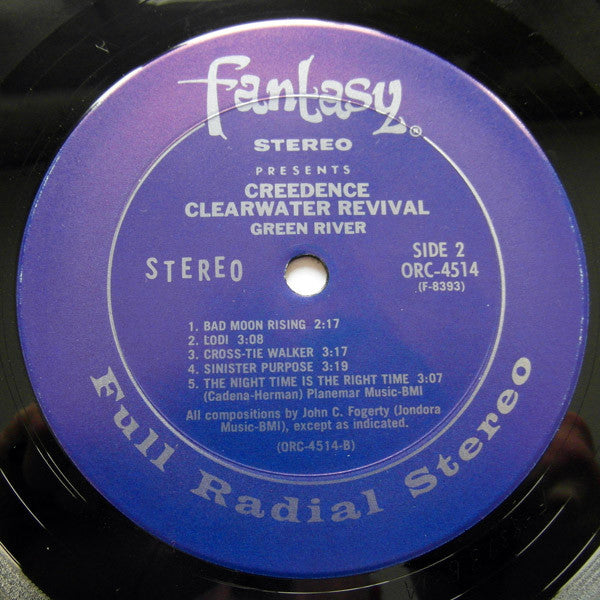 fantasy®
STEREO
PRESENTS
CREEDENCE
CLEARWATER REVIVAL
GREEN RIVER
STEREO
SIDE 2
ORC-4514
(F-8393)
1. BAD MOON RISING 2:17
2. LODI 3:08
3. CROSS-TIE WALKER 3:17
4. SINISTER PURPOSE 3:19
5. THE NIGHT TIME IS THE RIGHT TIME 3:07
(Cadena-Herman) Planemar Music-BMI
All compositions by John C. Fogerty (Jondora
Music-BMI), except as indicated.
(ORC-4514-B)
Full Radial Stereo